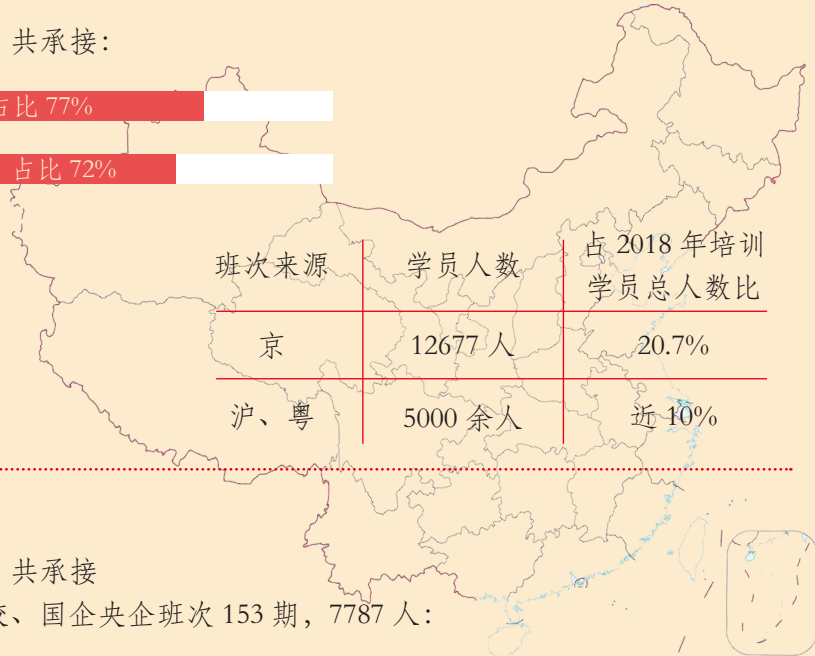 共承接：
占比 77%
占比 72%
班次来源 学员人数 占 2018 年培训
学员总人数比
京 12677 人 20.7%
沪、粤 5000 余人 近 10%
共承接
、国企央企班次 153 期，7787 人：